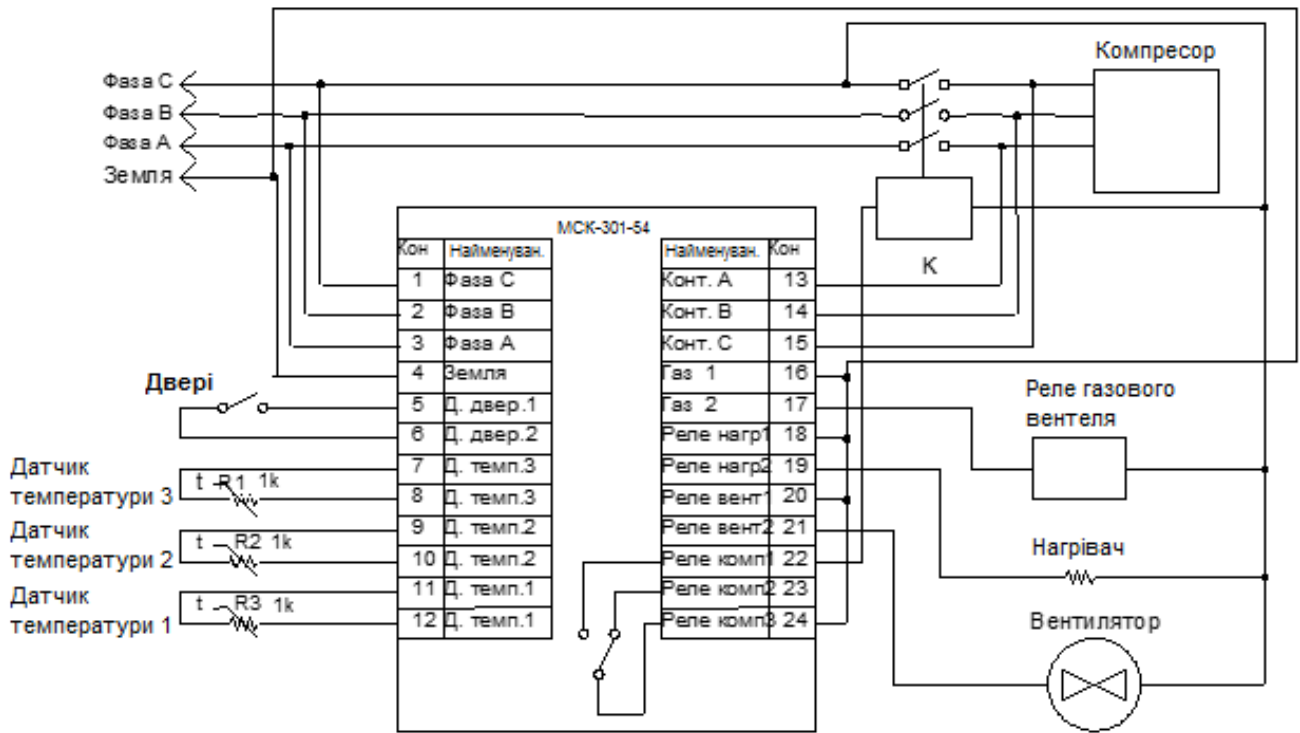 Компресор
Фаза C
Фаза B
Фаза A
Земля
МСК-301-54
Кон Найменуван. Найменуван. Кон
К
1 Фаза C Конт. A 13
2 Фаза B Конт. B 14
3 Фаза A Конт. C 15
4 Земля Газ 1 16
Двері
5 Д. двер.1 Газ 2 17
6 Д. двер.2 Реле нагр1 18
Реле газового
вентеля
7 Д. темп.3 Реле нагр2 19
8 Д. темп.3 Реле вент1 20
Датчик
температури 3
t R1 1k
9 Д. темп.2 Реле вент2 21
10 Д. темп.2 Реле комп1 22
Датчик
температури 2
t R2 1k
Нагрівач
11 Д. темп.1 Реле комп2 23
12 Д. темп.1 Реле комп3 24
Датчик
температури 1
t R3 1k
Вентилятор